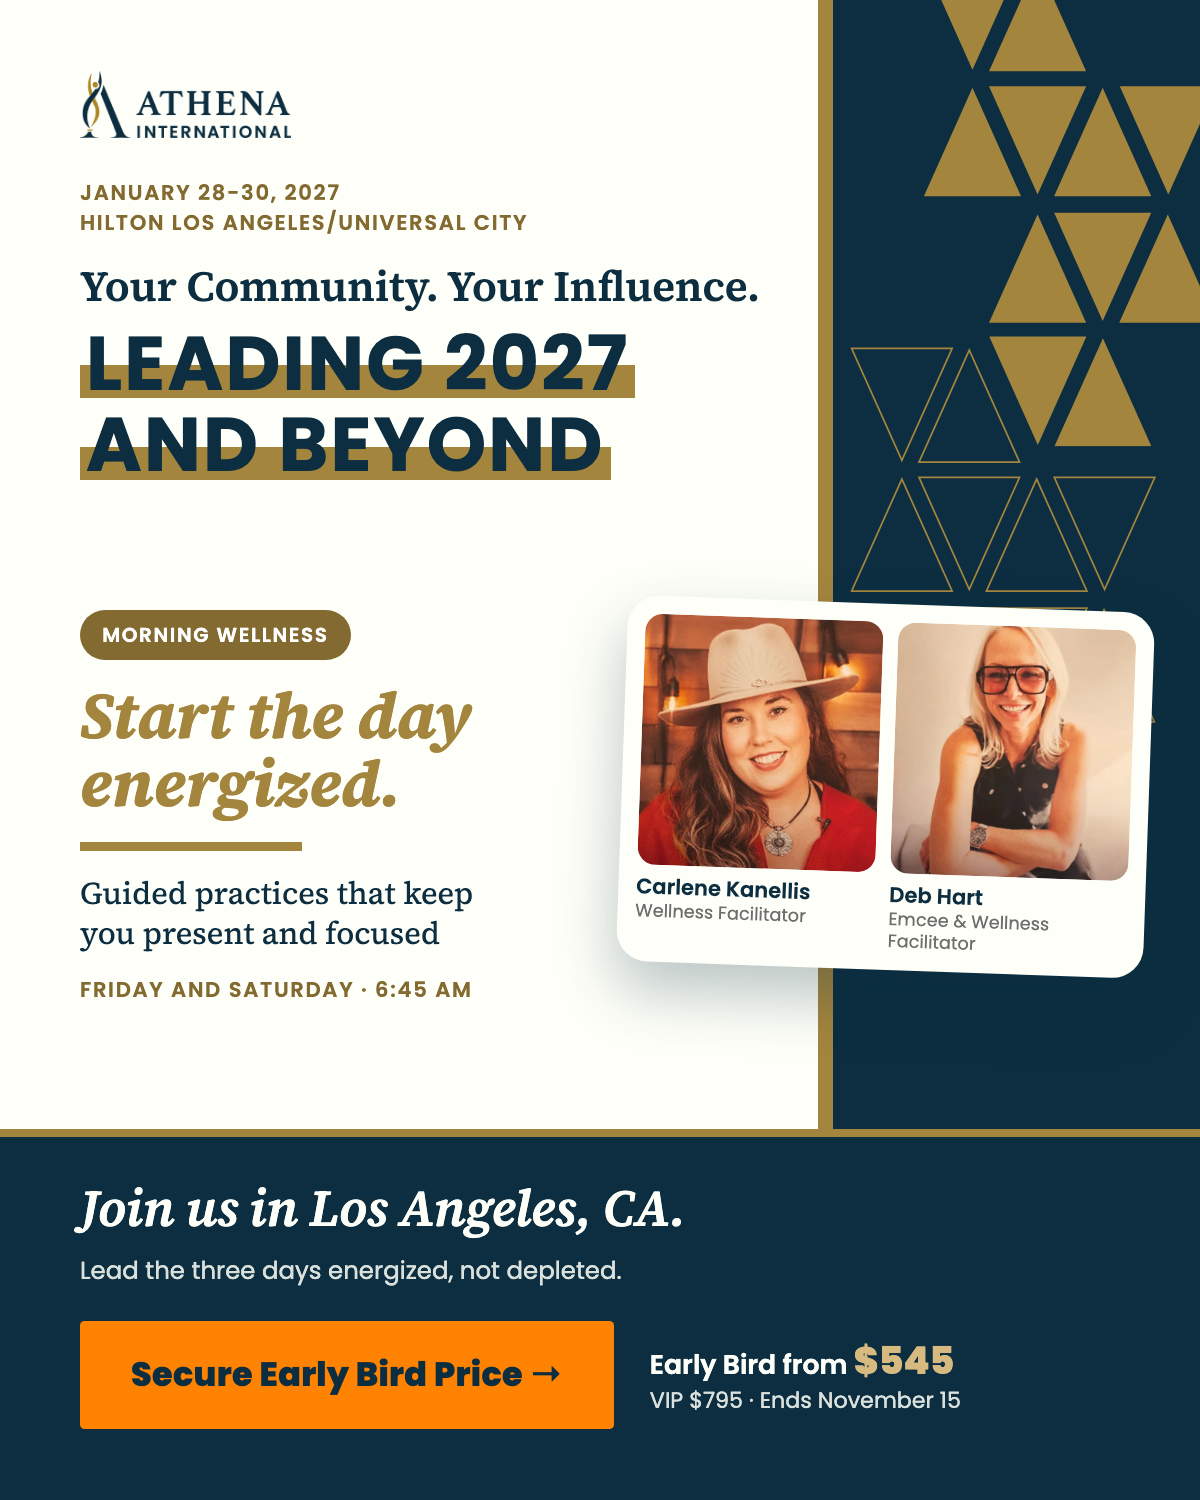 ATHENA
INTERNATIONAL
JANUARY 28-30, 2027
HILTON LOS ANGELES/UNIVERSAL CITY
Your Community. Your Influence.
LEADING 2027
AND BEYOND
MORNING WELLNESS
Start the day
energized.
Guided practices that keep
you present and focused
FRIDAY AND SATURDAY · 6:45 AM
Carlene Kanellis
Wellness Facilitator
Deb Hart
Emcee & Wellness
Facilitator
Join us in Los Angeles, CA.
Lead the three days energized, not depleted.
Secure Early Bird Price →
Early Bird from $545
VIP $795 · Ends November 15